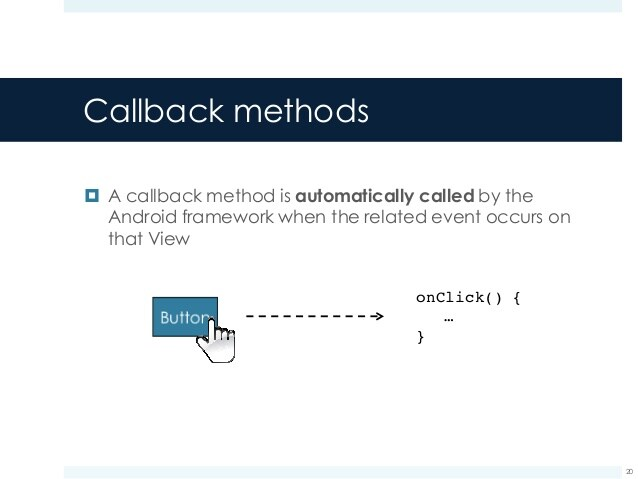 Callback methods
A callback method is automatically called by the
Android framework when the related event occurs on
that View
Button
onClick() {
…
}
20